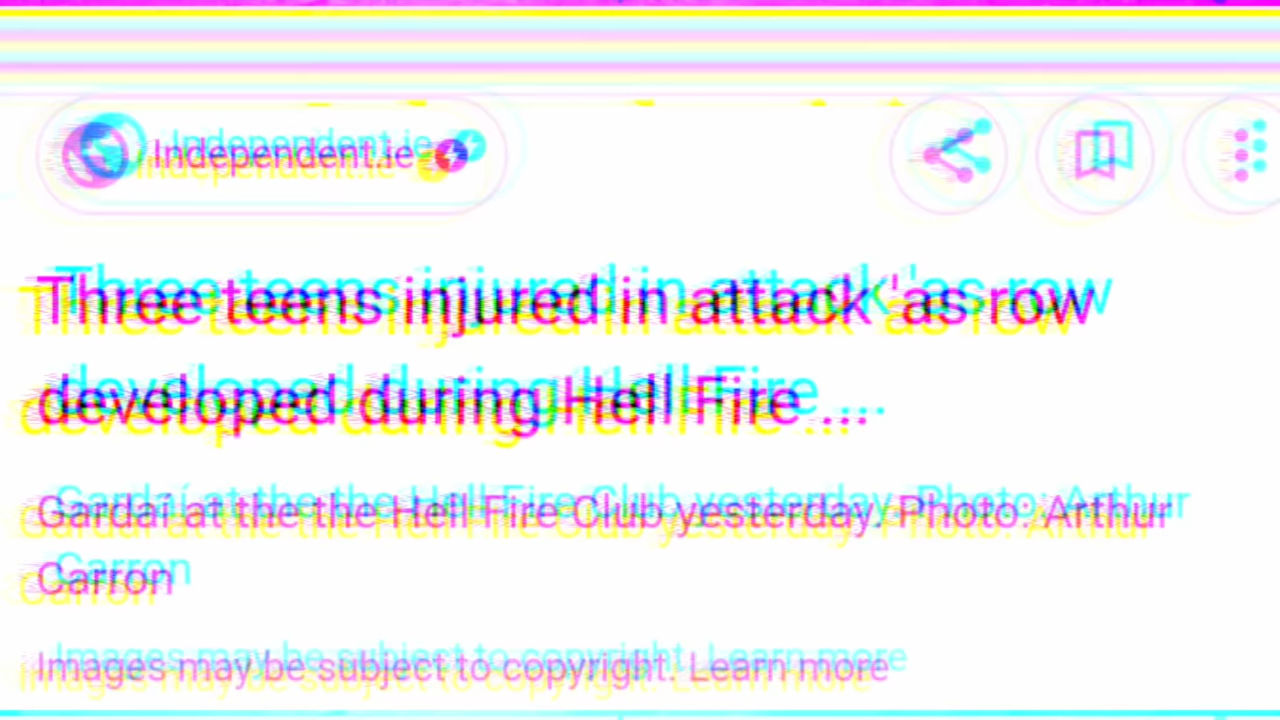 Independent.ie
Three teens injured in attack 'as row
developed during Hell Fire ...
Gardaí at the the Hell Fire Club yesterday. Photo: Arthur
Carron
Images may be subject to copyright. Learn more